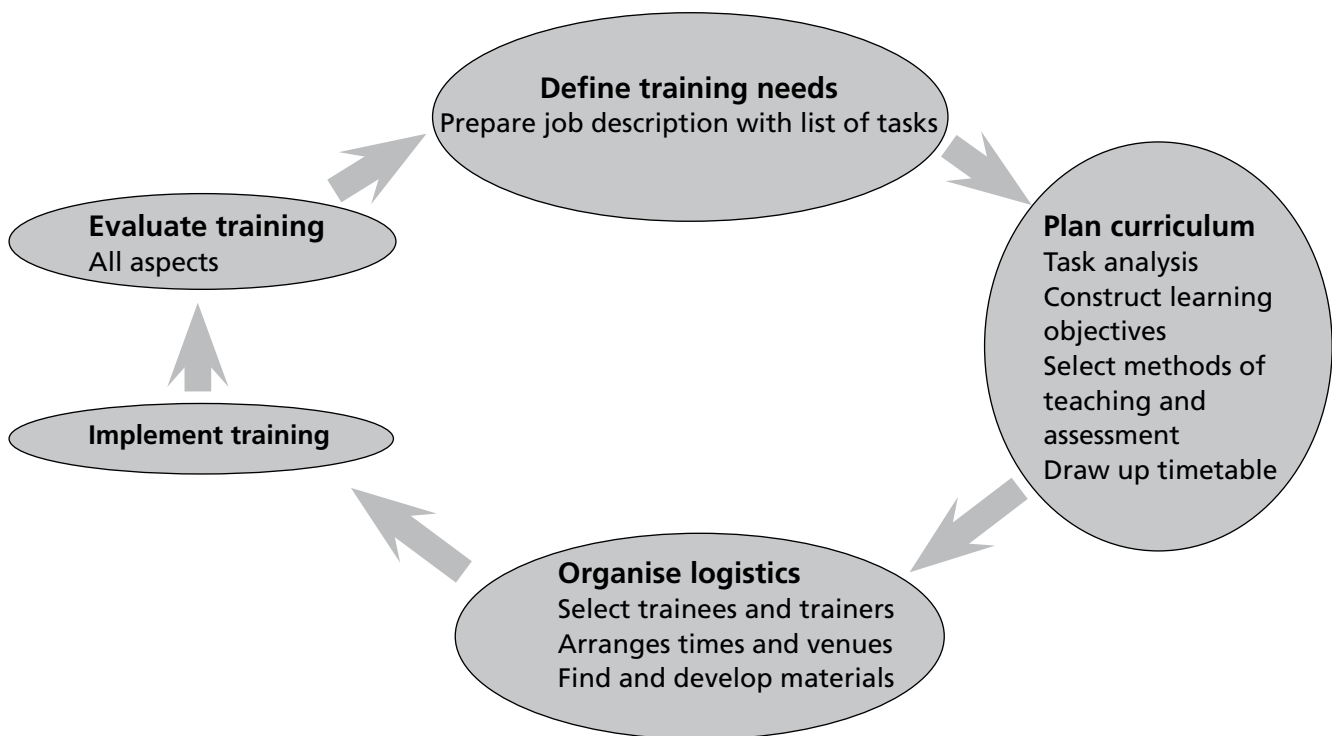 Define training needs
Prepare job description with list of tasks
Plan curriculum
Task analysis
Construct learning
objectives
Select methods of
teaching and
assessment
Draw up timetable
Organise logistics
Select trainees and trainers
Arranges times and venues
Find and develop materials
Implement training
Evaluate training
All aspects